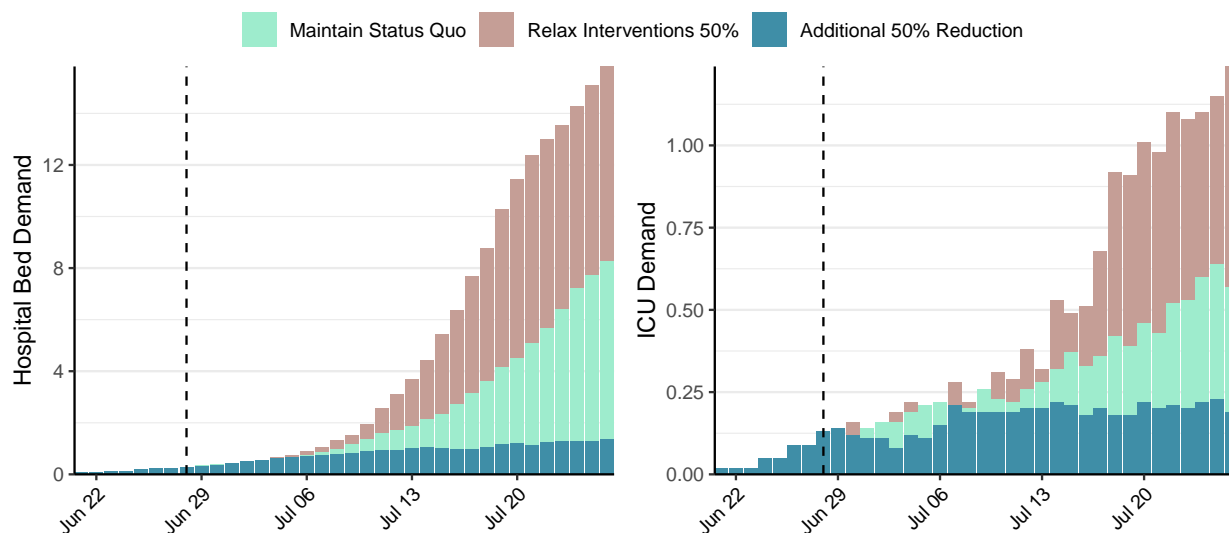 Maintain Status Quo Relax Interventions 50% Additional 50% Reduction
Hospital Bed Demand
12
8
4
0
Jun 22 Jun 29 Jul 06 Jul 13 Jul 20
ICU Demand
1.00
0.75
0.50
0.25
0.00
Jun 22 Jun 29 Jul 06 Jul 13 Jul 20